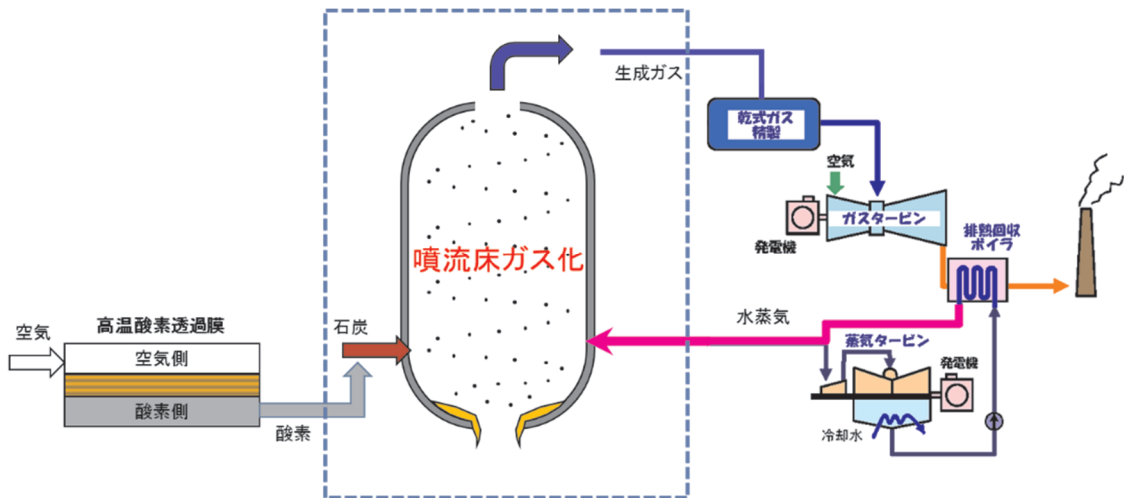 生成ガス
乾式ガス
精製
空気
ガスタービン
発電機
排熱回収
ボイラ
噴流床ガス化
高温酸素透過膜
空気
空気側
酸素側
石炭
酸素
水蒸気
蒸気タービン
発電機
冷却水